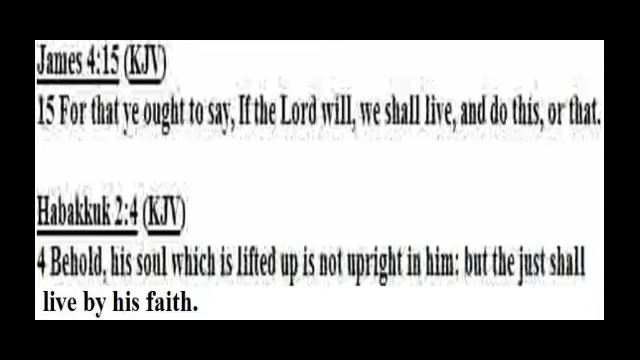 James 4:15 (KJV)
15 For that ye ought to say, If the Lord will, we shall live, and do this, or that.
Habakkuk 2:4 (KJV)
4 Behold, his soul which is lifted up is not upright in him: but the just shall
live by his faith.